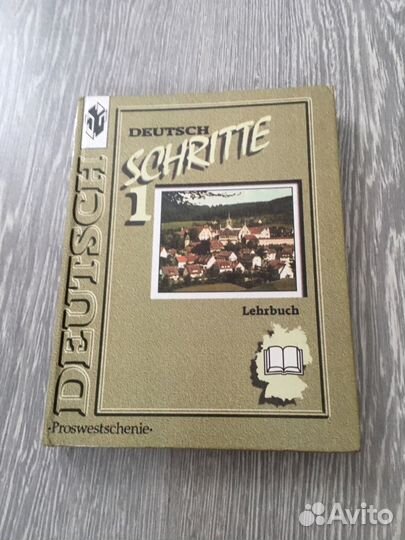 DEUTSCH
DEUTSCH
SCHRITTE
1
Lehrbuch
•Proswestschenie•
Avito